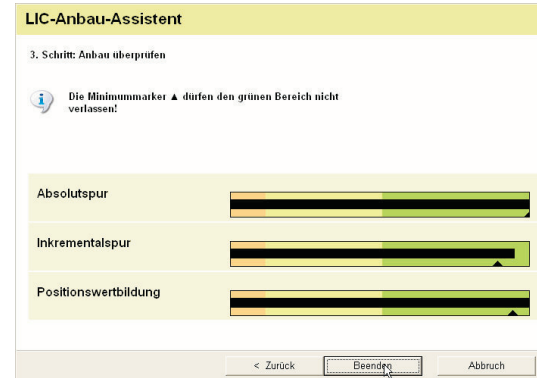 LIC-Anbau-Assistent
3. Schritt: Anbau überprüfen
Die Minimummarker ▲ dürfen den grünen Bereich nicht
verlassen!
Absolutspur
Inkrementalspur
Positionswertbildung
< Zurück Beenden Abbruch